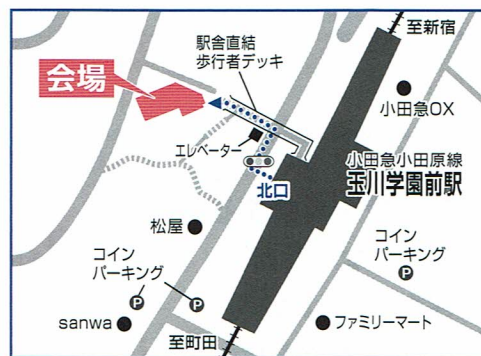 至新宿
駅舎直結
歩行者デッキ
会場
小田急OX
エレベーター
小田急小田原線
玉川学園前駅
北口
松屋
コイン
パーキング
P
P
コイン
パーキング
P
sanwa
ファミリーマート
至町田